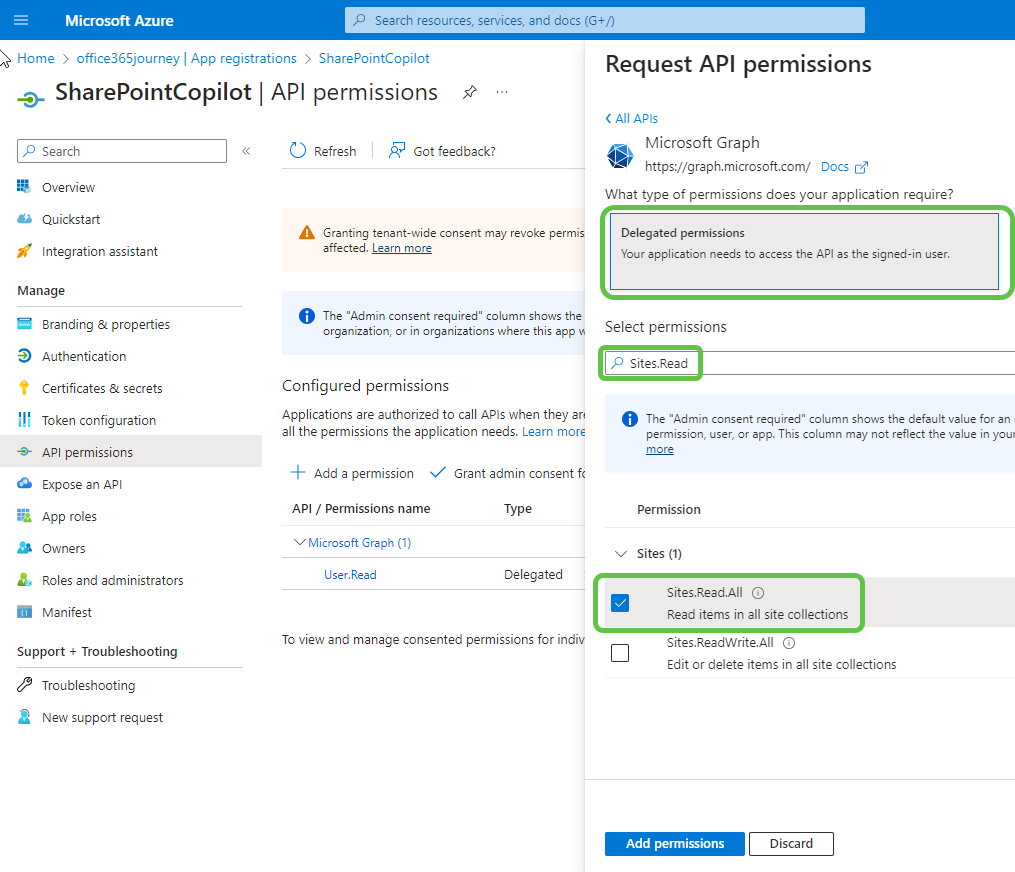 Microsoft Azure
Search resources, services, and docs (G+/)
Home > office365journey | App registrations > SharePointCopilot
SharePointCopilot | API permissions
Search
Overview
Quickstart
Integration assistant
Manage
Branding & properties
Authentication
Certificates & secrets
Token configuration
API permissions
Expose an API
App roles
Owners
Roles and administrators
Manifest
Support + Troubleshooting
Troubleshooting
New support request
Refresh
Got feedback?
Granting tenant-wide consent may revoke permis
affected. Learn more
The "Admin consent required" column shows the
organization, or in organizations where this app w
Configured permissions
Applications are authorized to call APIs when they are
all the permissions the application needs. Learn more
Add a permission
Grant admin consent fo
API / Permissions name Type
Microsoft Graph (1)
User.Read Delegated
To view and manage consented permissions for indiv
Request API permissions
All APIs
Microsoft Graph
https://graph.microsoft.com/ Docs
What type of permissions does your application require?
Delegated permissions
Your application needs to access the API as the signed-in user.
Select permissions
Sites.Read
The "Admin consent required" column shows the default value for an
permission, user, or app. This column may not reflect the value in your
more
Permission
Sites (1)
Sites.Read.All
Read items in all site collections
Sites.ReadWrite.All
Edit or delete items in all site collections
Add permissions
Discard